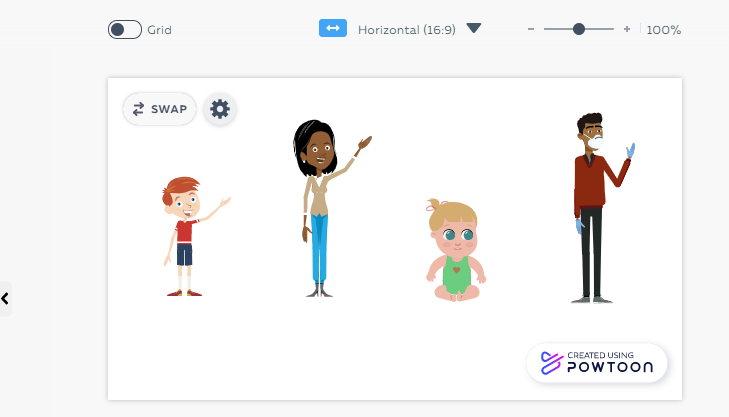 Grid
Horizontal (16:9)
100%
SWAP
CREATED USING
POWTOON